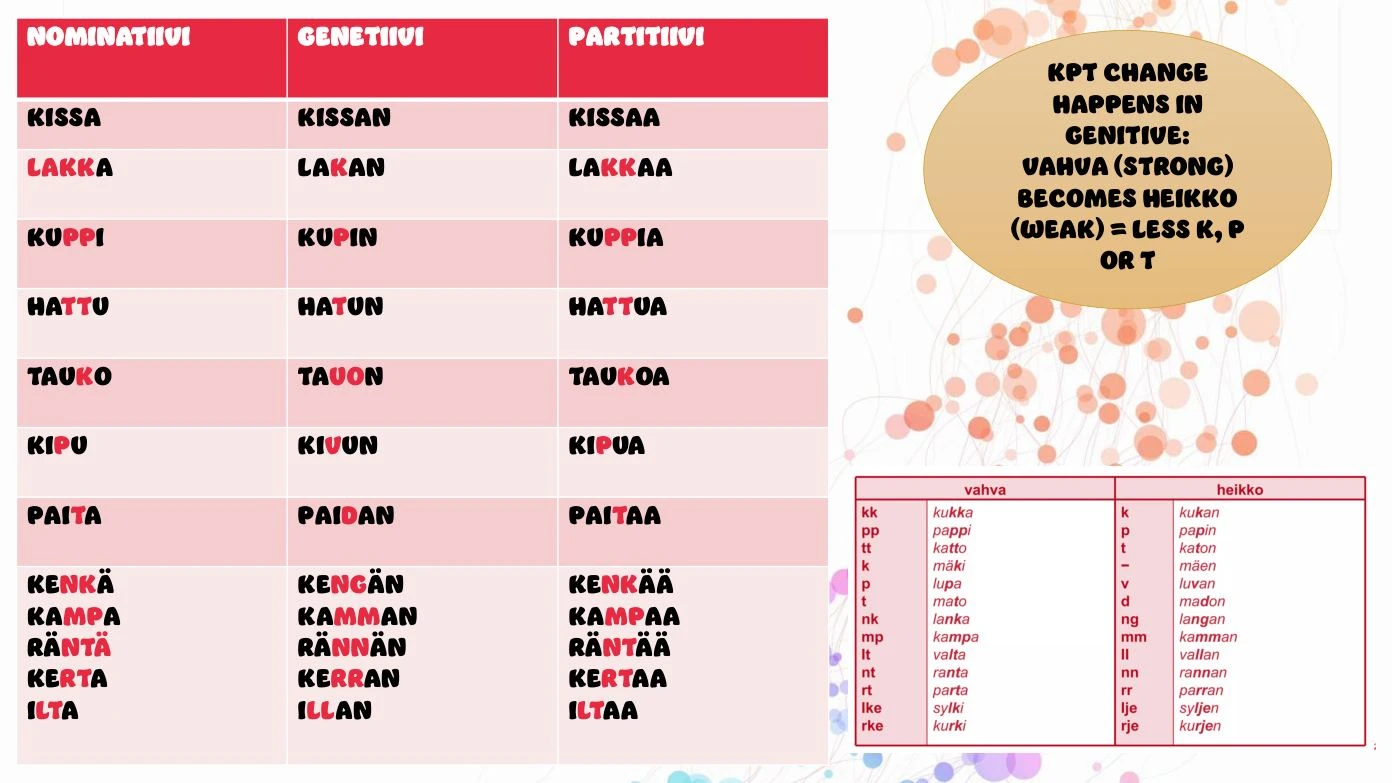 NOMINATIIVI GENETIIVI PARTITIIVI
KISSA KISSAN KISSAA
LAKKA LAKAN LAKKAA
KUPPI KUPIN KUPPIA
HATTU HATUN HATTUA
TAUKO TAUON TAUKOA
KIPU KIVUN KIPUA
PAITA PAIDAN PAITAA
KENKÄ KENGÄN KENKÄÄ
KAMPA KAMMAN KAMPAA
RÄNTÄ RÄNNÄN RÄNTÄÄ
KERTA KERRAN KERTAA
ILTA ILLAN ILTAA
KPT CHANGE
HAPPENS IN
GENITIVE:
VAHVA (STRONG)
BECOMES HEIKKO
(WEAK) = LESS K, P
OR T
vahva heikko
kk kukka k kukan
pp pappi p papin
tt katto t katon
k mäki – mäen
p lupa v luvan
t mato d madon
nk lanka ng langan
mp kampa mm kamman
lt valta ll vallan
nt ranta nn rannan
rt parta rr parran
lke sylki lje syljen
rke kurki rje kurjen